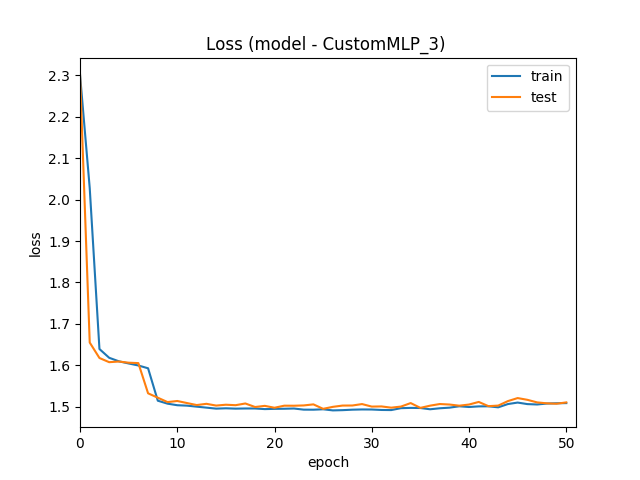 Loss (model - CustomMLP_3)
train
test
2.3
2.2
2.1
2.0
1.9
1.8
1.7
1.6
1.5
loss
0 10 20 30 40 50
epoch